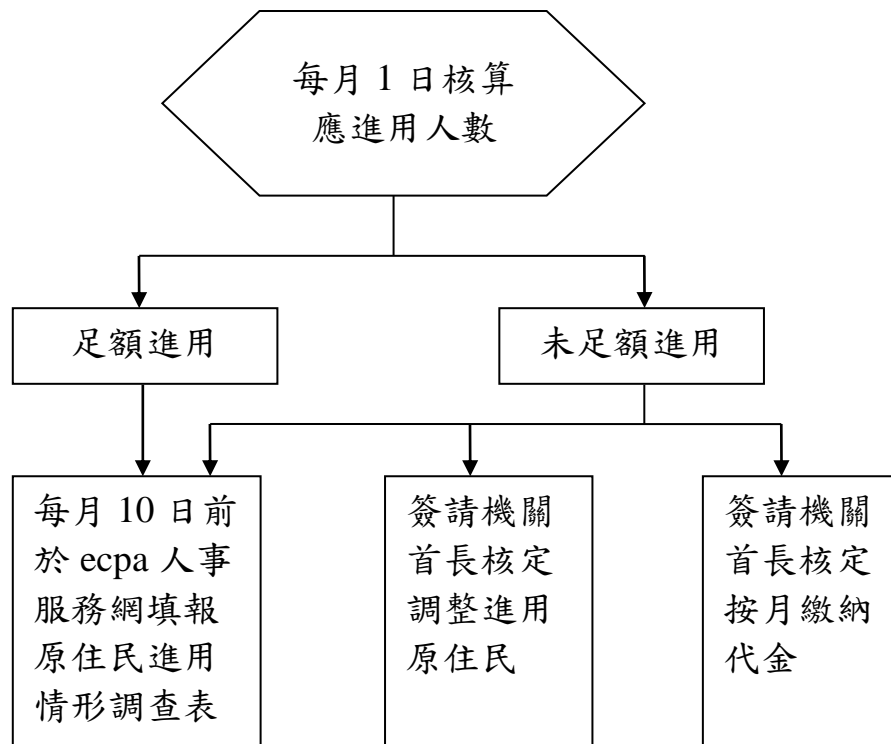 每月 1 日核算
應進用人數
足額進用
未足額進用
每月 10 日前
於 ecpa 人事
服務網填報
原住民進用
情形調查表
簽請機關
首長核定
調整進用
原住民
簽請機關
首長核定
按月繳納
代金